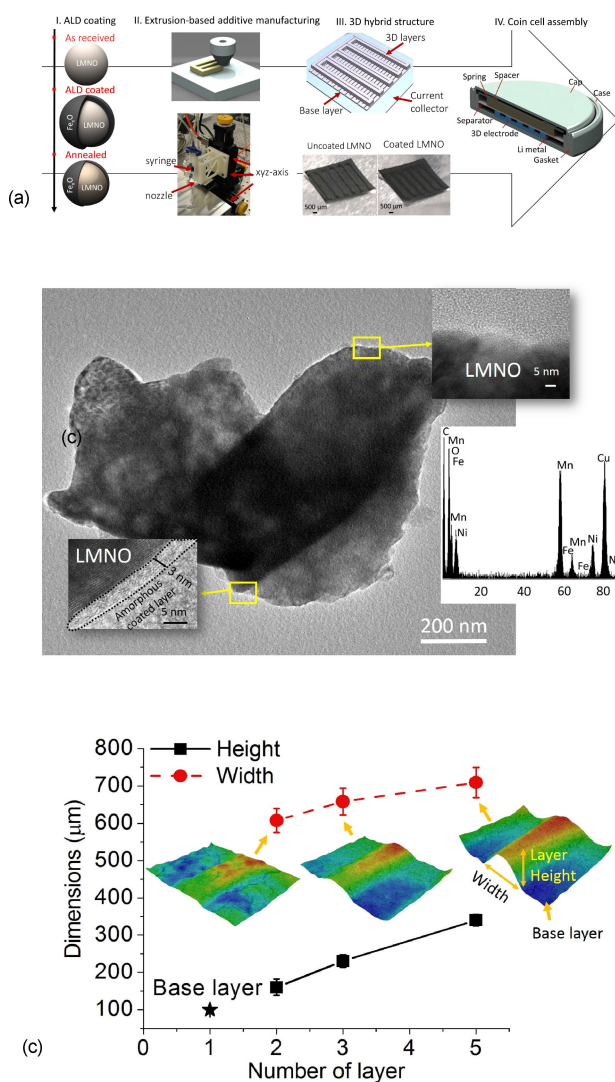 I. ALD coating
II. Extrusion-based additive manufacturing
III. 3D hybrid structure
IV. Coin cell assembly
As received
LMNO
ALD coated
Fe₂O
LMNO
Annealed
Fe₂O
LMNO
syringe
nozzle
xyz-axis
3D layers
Base layer
Current
collector
Uncoated LMNO
Coated LMNO
500 μm
500 μm
Spring
Spacer
Cap
Case
Separator
3D electrode
Li metal
Gasket
(a)
(c)
LMNO
5 nm
C
Mn
O
Fe
Mn
Ni
Mn
Fe
Mn
Fe
Ni
Cu
N
20 40 60 80
LMNO
3 nm
Amorphous
coated layer
5 nm
200 nm
Height
Width
Dimensions (μm)
800
700
600
500
400
300
200
100
Layer
Height
Width
Base layer
Base layer
0 1 2 3 4 5
Number of layer
(c)